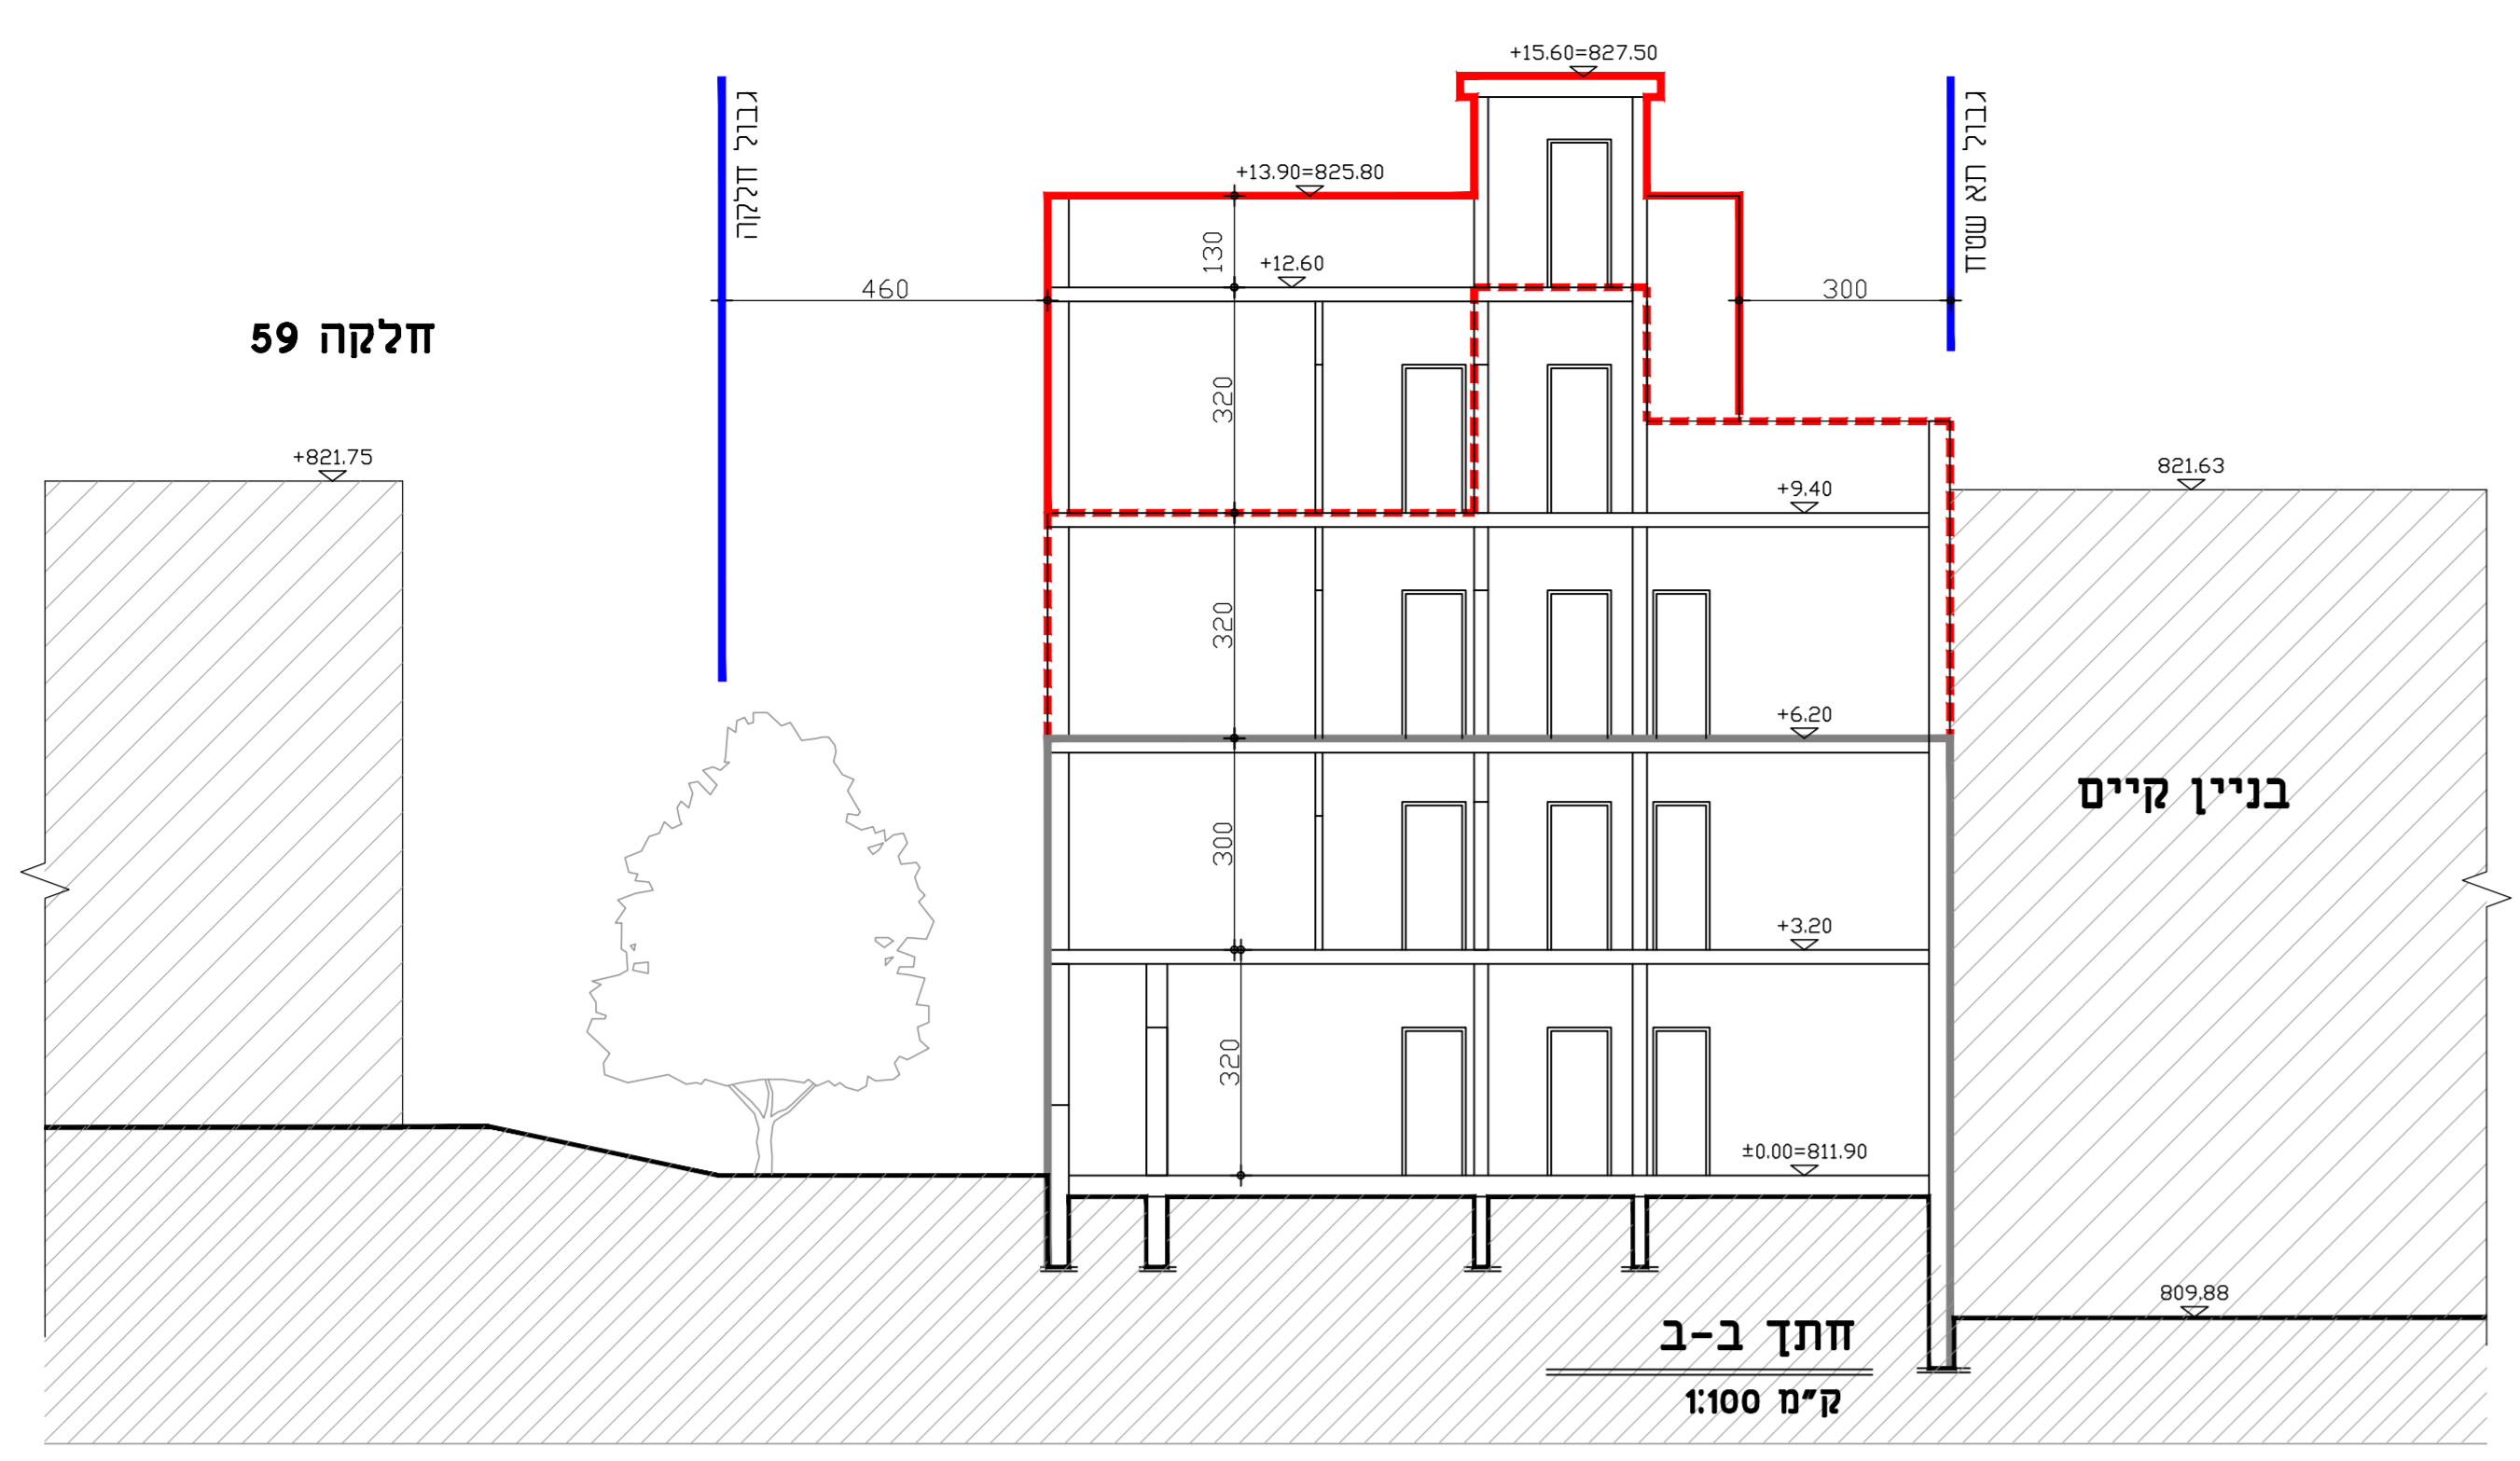 +15.60=827.50
גבול חלקה
גבול תא שטח
+13.90=825.80
130
+12.60
460
300
חלקה 59
320
+821.75
821.63
+9.40
320
+6.20
בניין קיים
300
+3.20
320
±0.00=811.90
809.88
חתך ב-ב
ק"מ 1:100